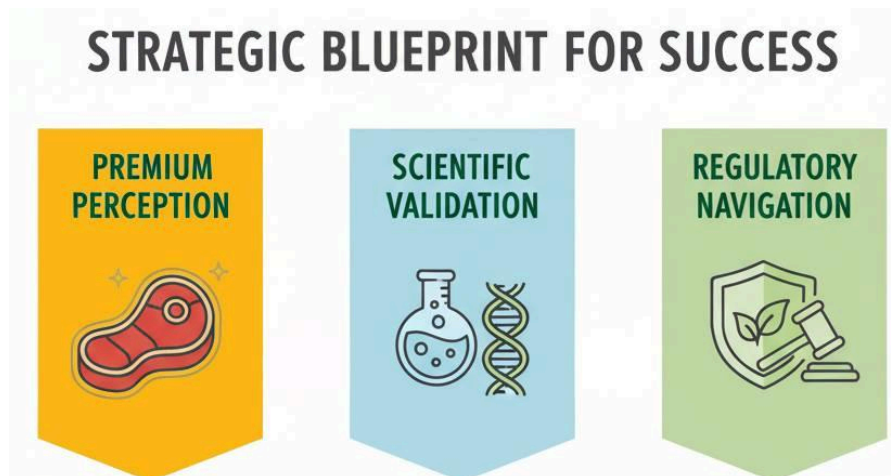 STRATEGIC BLUEPRINT FOR SUCCESS
PREMIUM
PERCEPTION
SCIENTIFIC
VALIDATION
REGULATORY
NAVIGATION